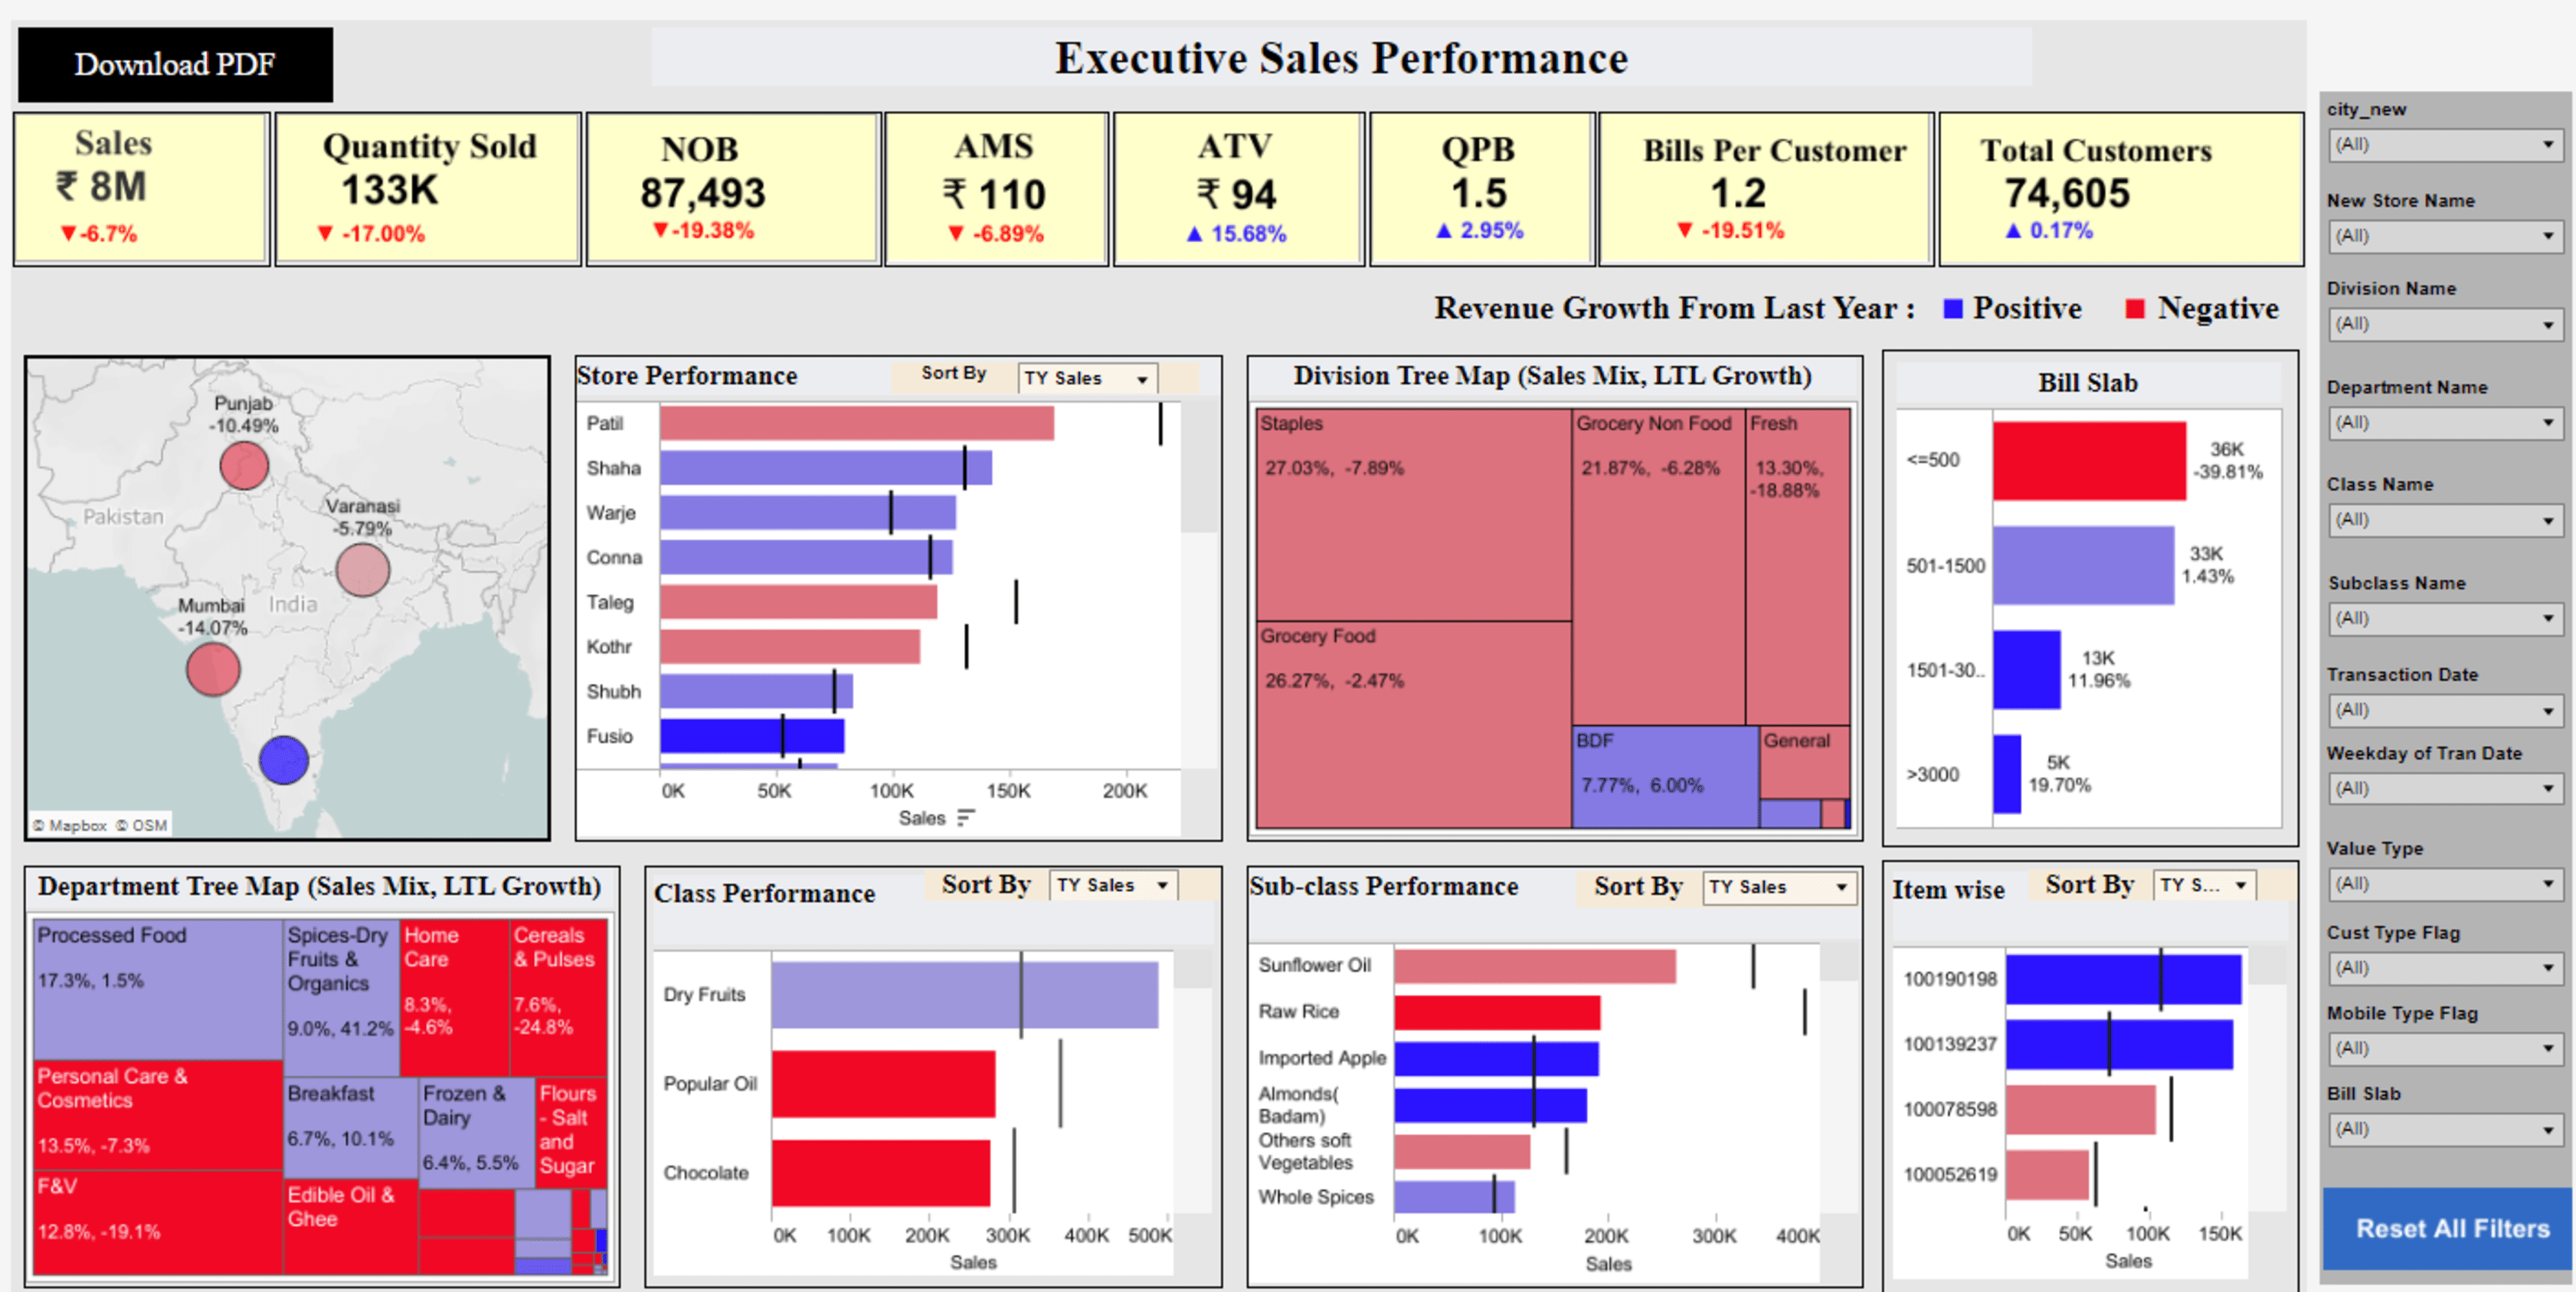 Download PDF
Executive Sales Performance
Sales
₹ 8M
▼-6.7%
Quantity Sold
133K
▼ -17.00%
NOB
87,493
▼-19.38%
AMS
₹ 110
▼ -6.89%
ATV
₹ 94
▲ 15.68%
QPB
1.5
▲ 2.95%
Bills Per Customer
1.2
▼ -19.51%
Total Customers
74,605
▲ 0.17%
Revenue Growth From Last Year : Positive Negative
Punjab
-10.49%
Pakistan
Varanasi
-5.79%
Mumbai
-14.07%
India
© Mapbox © OSM
Store Performance
Sort By
TY Sales
Patil
Shaha
Warje
Conna
Taleg
Kothr
Shubh
Fusio
0K 50K 100K 150K 200K
Sales
Division Tree Map (Sales Mix, LTL Growth)
Staples
27.03%, -7.89%
Grocery Non Food
21.87%, -6.28%
Fresh
13.30%,
-18.88%
Grocery Food
26.27%, -2.47%
BDF
7.77%, 6.00%
General
Bill Slab
<=500
36K
-39.81%
501-1500
33K
1.43%
1501-30..
13K
11.96%
>3000
5K
19.70%
Department Tree Map (Sales Mix, LTL Growth)
Processed Food
17.3%, 1.5%
Spices-Dry
Fruits &
Organics
9.0%, 41.2%
Home
Care
8.3%,
-4.6%
Cereals
& Pulses
7.6%,
-24.8%
Personal Care &
Cosmetics
13.5%, -7.3%
Breakfast
6.7%, 10.1%
Frozen &
Dairy
6.4%, 5.5%
Flours
- Salt
and
Sugar
F&V
12.8%, -19.1%
Edible Oil &
Ghee
Class Performance
Sort By
TY Sales
Dry Fruits
Popular Oil
Chocolate
0K 100K 200K 300K 400K 500K
Sales
Sub-class Performance
Sort By
TY Sales
Sunflower Oil
Raw Rice
Imported Apple
Almonds(
Badam)
Others soft
Vegetables
Whole Spices
0K 100K 200K 300K 400K
Sales
Item wise
Sort By
TY S...
100190198
100139237
100078598
100052619
0K 50K 100K 150K
Sales
city_new
(All)
New Store Name
(All)
Division Name
(All)
Department Name
(All)
Class Name
(All)
Subclass Name
(All)
Transaction Date
(All)
Weekday of Tran Date
(All)
Value Type
(All)
Cust Type Flag
(All)
Mobile Type Flag
(All)
Bill Slab
(All)
Reset All Filters